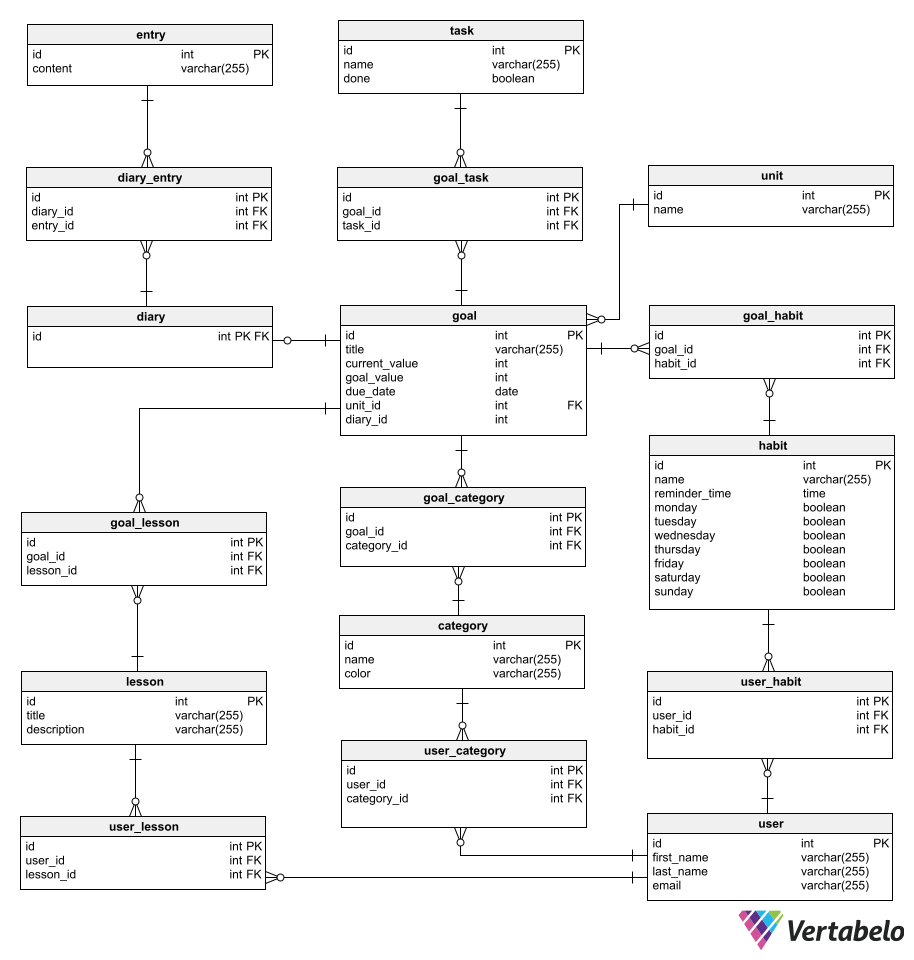 entry
id int PK
content varchar(255)
task
id int PK
name varchar(255)
done boolean
diary_entry
id int PK
diary_id int FK
entry_id int FK
goal_task
id int PK
goal_id int FK
task_id int FK
unit
id int PK
name varchar(255)
diary
id int PK FK
goal
id int PK
title varchar(255)
current_value int
goal_value int
due_date date
unit_id int FK
diary_id int
goal_habit
id int PK
goal_id int FK
habit_id int FK
habit
id int PK
name varchar(255)
reminder_time time
monday boolean
tuesday boolean
wednesday boolean
thursday boolean
friday boolean
saturday boolean
sunday boolean
goal_lesson
id int PK
goal_id int FK
lesson_id int FK
goal_category
id int PK
goal_id int FK
category_id int FK
category
id int PK
name varchar(255)
color varchar(255)
lesson
id int PK
title varchar(255)
description varchar(255)
user_habit
id int PK
user_id int FK
habit_id int FK
user_category
id int PK
user_id int FK
category_id int FK
user_lesson
id int PK
user_id int FK
lesson_id int FK
user
id int PK
first_name varchar(255)
last_name varchar(255)
email varchar(255)
Vertabelo